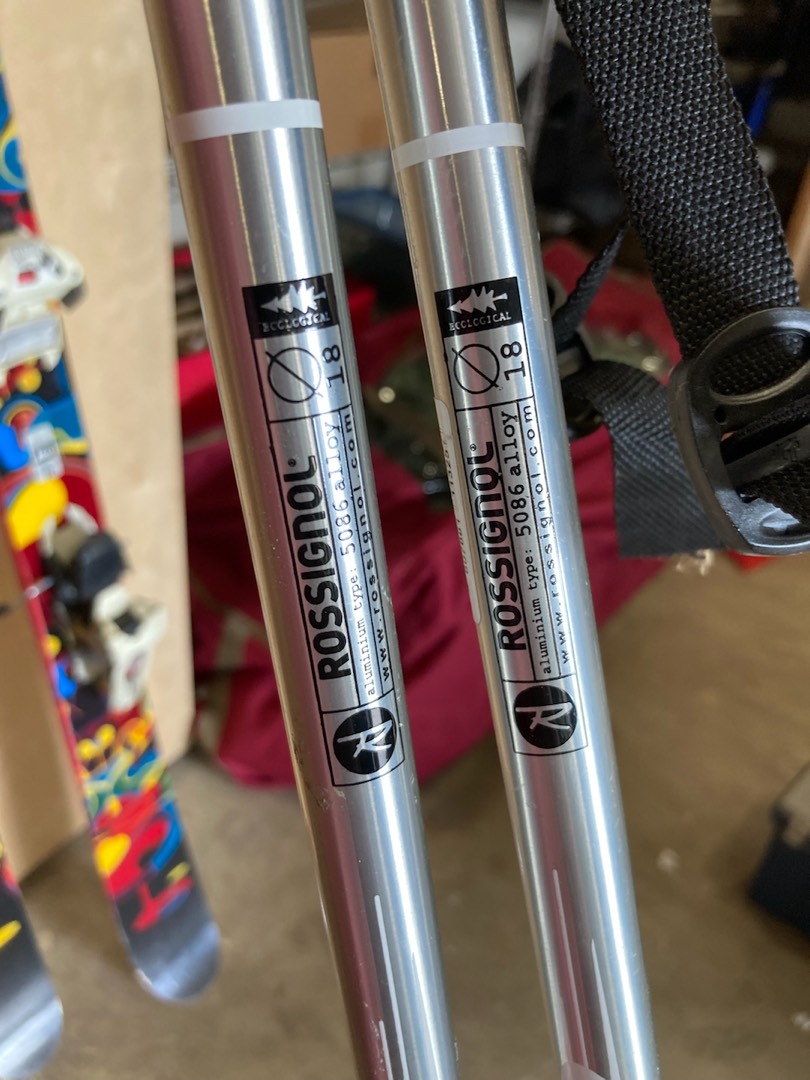 ECOLOGICAL
Ø 18
ROSSIGNOL®
aluminium type: 5086 alloy
www.rossignol.com
R
ECOLOGICAL
Ø 18
ROSSIGNOL®
aluminium type: 5086 alloy
www.rossignol.com
R